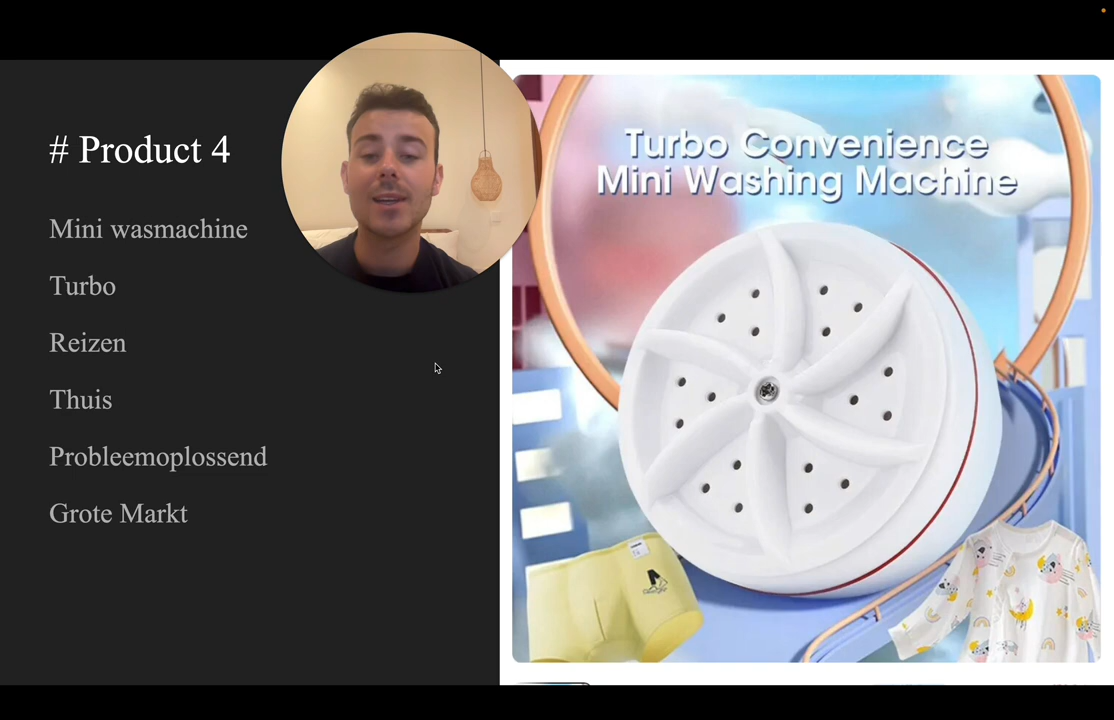 # Product 4
Mini wasmachine
Turbo
Reizen
Thuis
Probleemoplossend
Grote Markt
Turbo Convenience
Mini Washing Machine